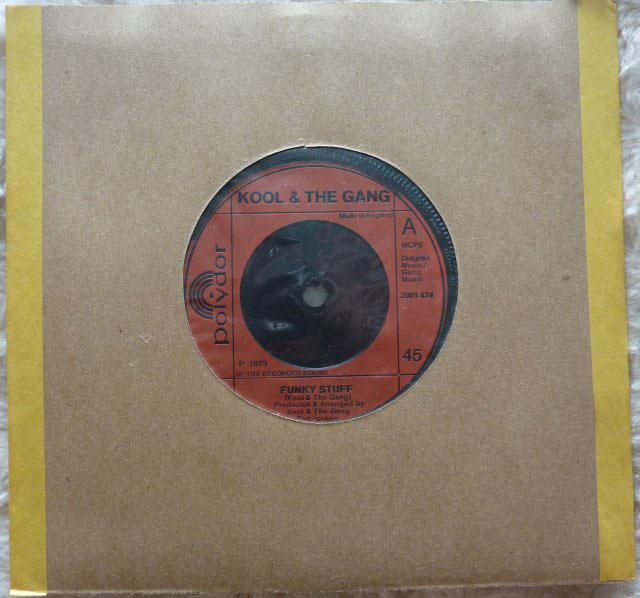 KOOL & THE GANG
Made in England
A
MCPS
Delightful
Music/
Gang
Music
2001 474
polydor
P 1973
DE-LITE RECORDED SOUND
45
FUNKY STUFF
(Kool & The Gang)
Produced & Arranged by
Kool & The Gang